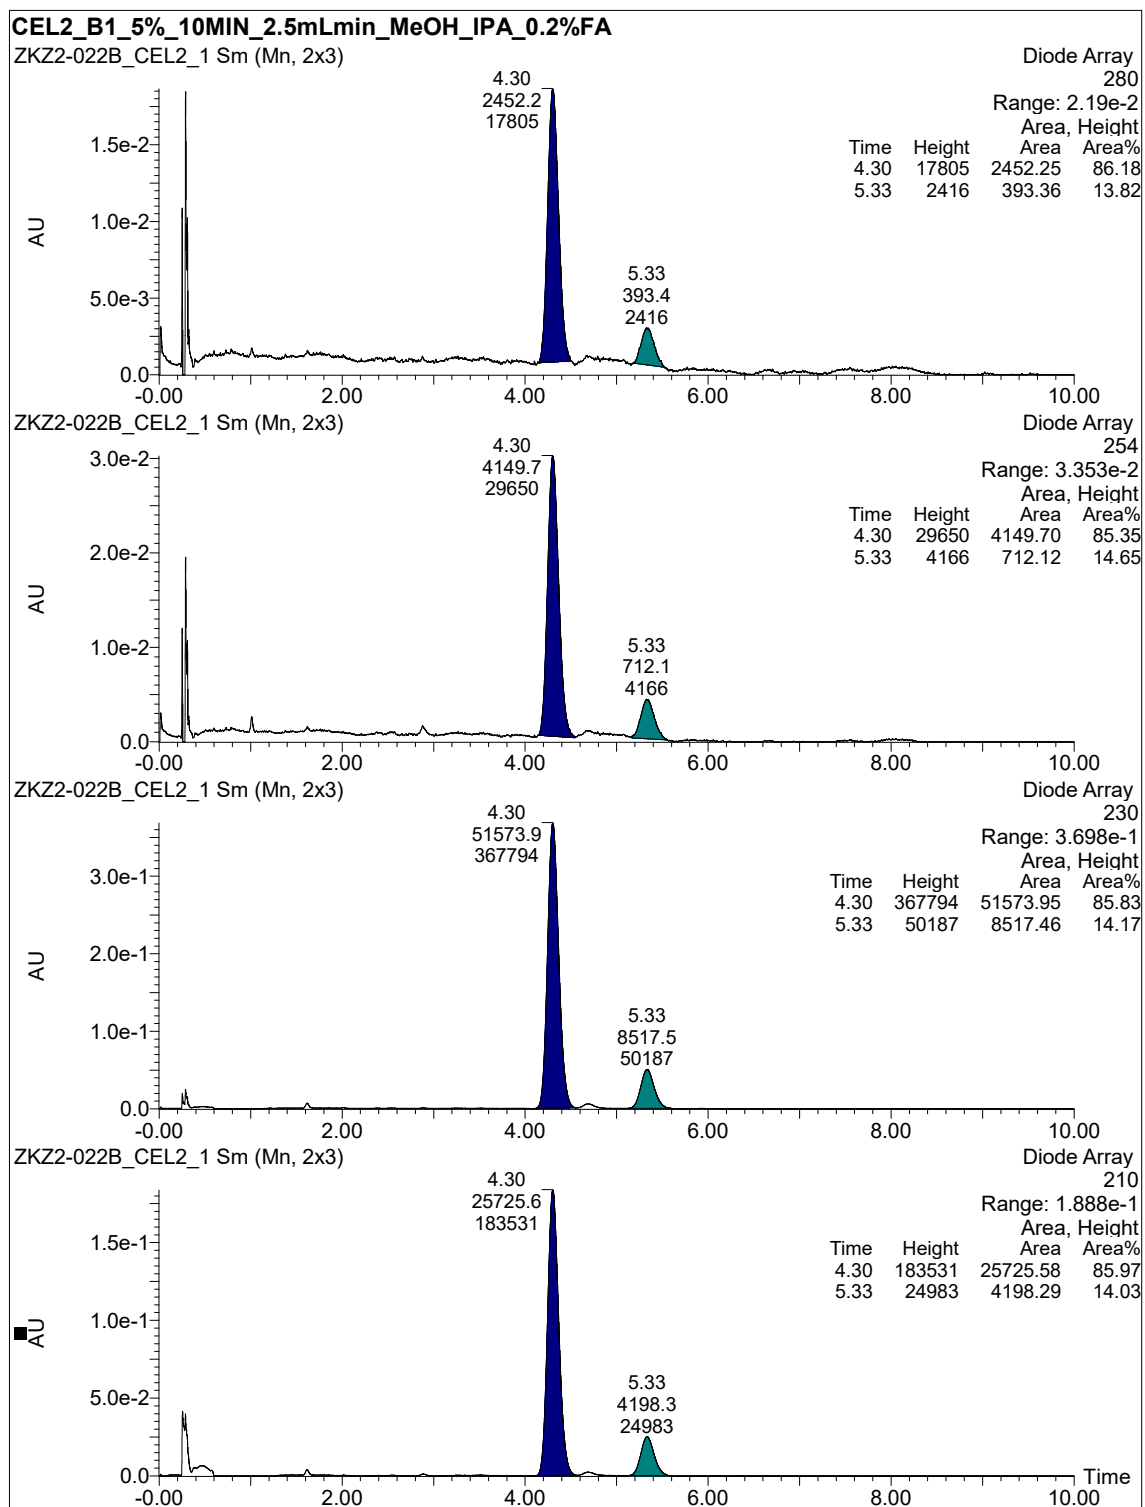 CEL2_B1_5%_10MIN_2.5mLmin_MeOH_IPA_0.2%FA
ZKZ2-022B_CEL2_1 Sm (Mn, 2x3)
Diode Array
280
Range: 2.19e-2
Area, Height
Time Height Area Area%
4.30 17805 2452.25 86.18
5.33 2416 393.36 13.82
4.30
2452.2
17805
5.33
393.4
2416
AU
1.5e-2
1.0e-2
5.0e-3
0.0
-0.00 2.00 4.00 6.00 8.00 10.00
ZKZ2-022B_CEL2_1 Sm (Mn, 2x3)
Diode Array
254
Range: 3.353e-2
Area, Height
Time Height Area Area%
4.30 29650 4149.70 85.35
5.33 4166 712.12 14.65
4.30
4149.7
29650
5.33
712.1
4166
AU
3.0e-2
2.0e-2
1.0e-2
0.0
-0.00 2.00 4.00 6.00 8.00 10.00
ZKZ2-022B_CEL2_1 Sm (Mn, 2x3)
Diode Array
230
Range: 3.698e-1
Area, Height
Time Height Area Area%
4.30 367794 51573.95 85.83
5.33 50187 8517.46 14.17
4.30
51573.9
367794
5.33
8517.5
50187
AU
3.0e-1
2.0e-1
1.0e-1
0.0
-0.00 2.00 4.00 6.00 8.00 10.00
ZKZ2-022B_CEL2_1 Sm (Mn, 2x3)
Diode Array
210
Range: 1.888e-1
Area, Height
Time Height Area Area%
4.30 183531 25725.58 85.97
5.33 24983 4198.29 14.03
4.30
25725.6
183531
5.33
4198.3
24983
AU
1.5e-1
1.0e-1
5.0e-2
0.0
Time
-0.00 2.00 4.00 6.00 8.00 10.00